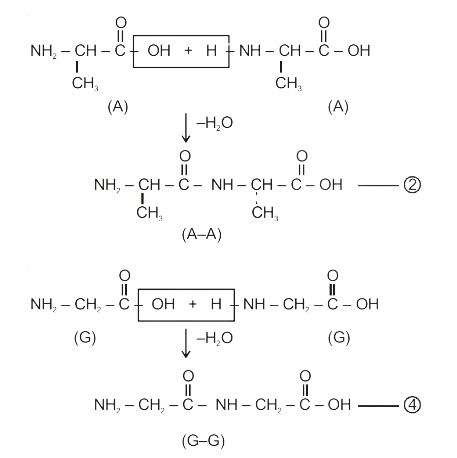 O O
NH₂ – CH – C – OH + H – NH – CH – C – OH
CH₃ CH₃
(A) (A)
–H₂O
O O
NH₂ – CH – C – NH – CH – C – OH —— ②
CH₃ CH₃
(A–A)
O O
NH₂ – CH₂ – C – OH + H – NH – CH₂ – C – OH
(G) (G)
–H₂O
O O
NH₂ – CH₂ – C – NH – CH₂ – C – OH —— ④
(G–G)